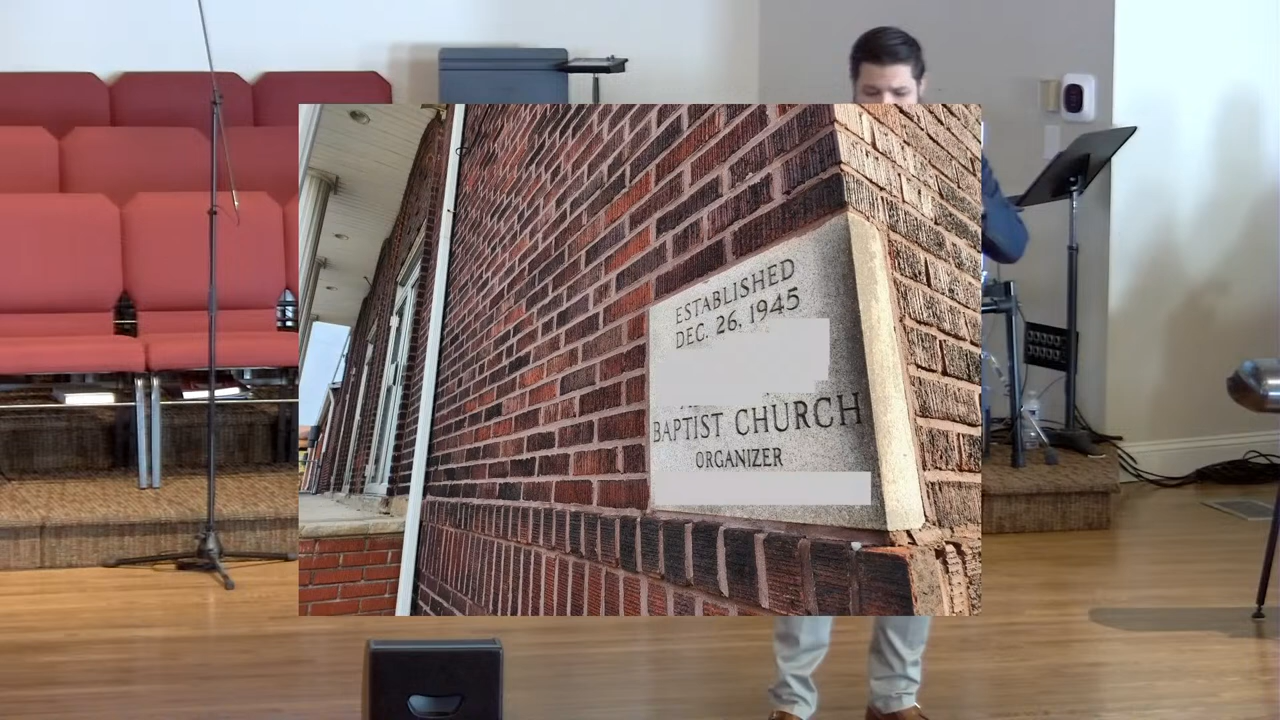 ESTABLISHED
DEC. 26, 1945
BAPTIST CHURCH
ORGANIZER